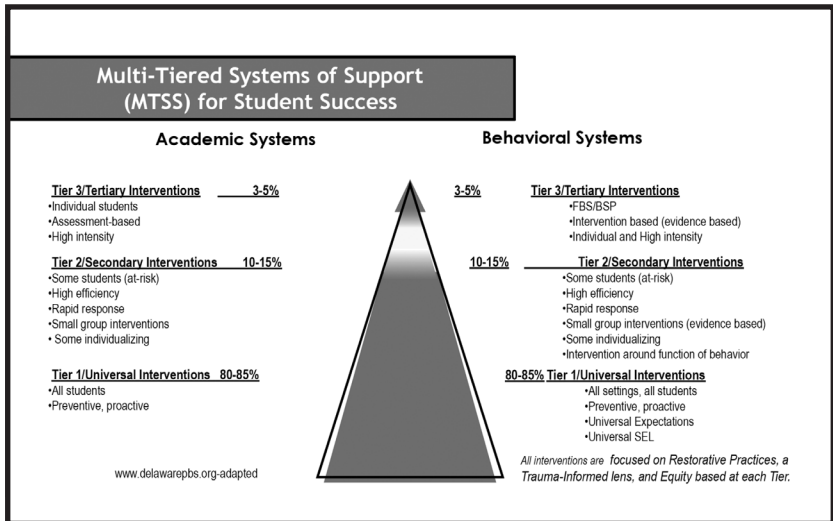 Multi-Tiered Systems of Support
(MTSS) for Student Success
Academic Systems
Tier 3/Tertiary Interventions 3-5%
•Individual students
•Assessment-based
•High intensity
Tier 2/Secondary Interventions 10-15%
•Some students (at-risk)
•High efficiency
•Rapid response
•Small group interventions
• Some individualizing
Tier 1/Universal Interventions 80-85%
•All students
•Preventive, proactive
www.delawarepbs.org-adapted
Behavioral Systems
3-5% Tier 3/Tertiary Interventions
•FBS/BSP
•Intervention based (evidence based)
•Individual and High intensity
10-15% Tier 2/Secondary Interventions
•Some students (at-risk)
•High efficiency
•Rapid response
•Small group interventions (evidence based)
•Some individualizing
•Intervention around function of behavior
80-85% Tier 1/Universal Interventions
•All settings, all students
•Preventive, proactive
•Universal Expectations
•Universal SEL
All interventions are focused on Restorative Practices, a
Trauma-Informed lens, and Equity based at each Tier.